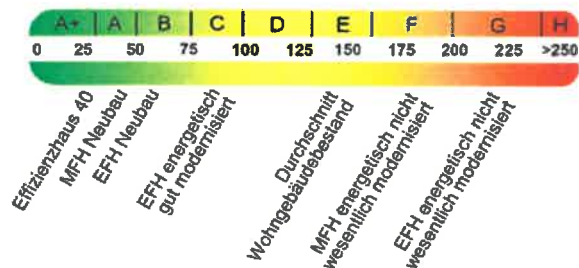 A+ A B C D E F G H
0 25 50 75 100 125 150 175 200 225 >250
Effizienzhaus 40
MFH Neubau
EFH Neubau
EFH energetisch
gut modernisiert
Durchschnitt
Wohngebäudebestand
MFH energetisch nicht
wesentlich modernisiert
EFH energetisch nicht
wesentlich modernisiert